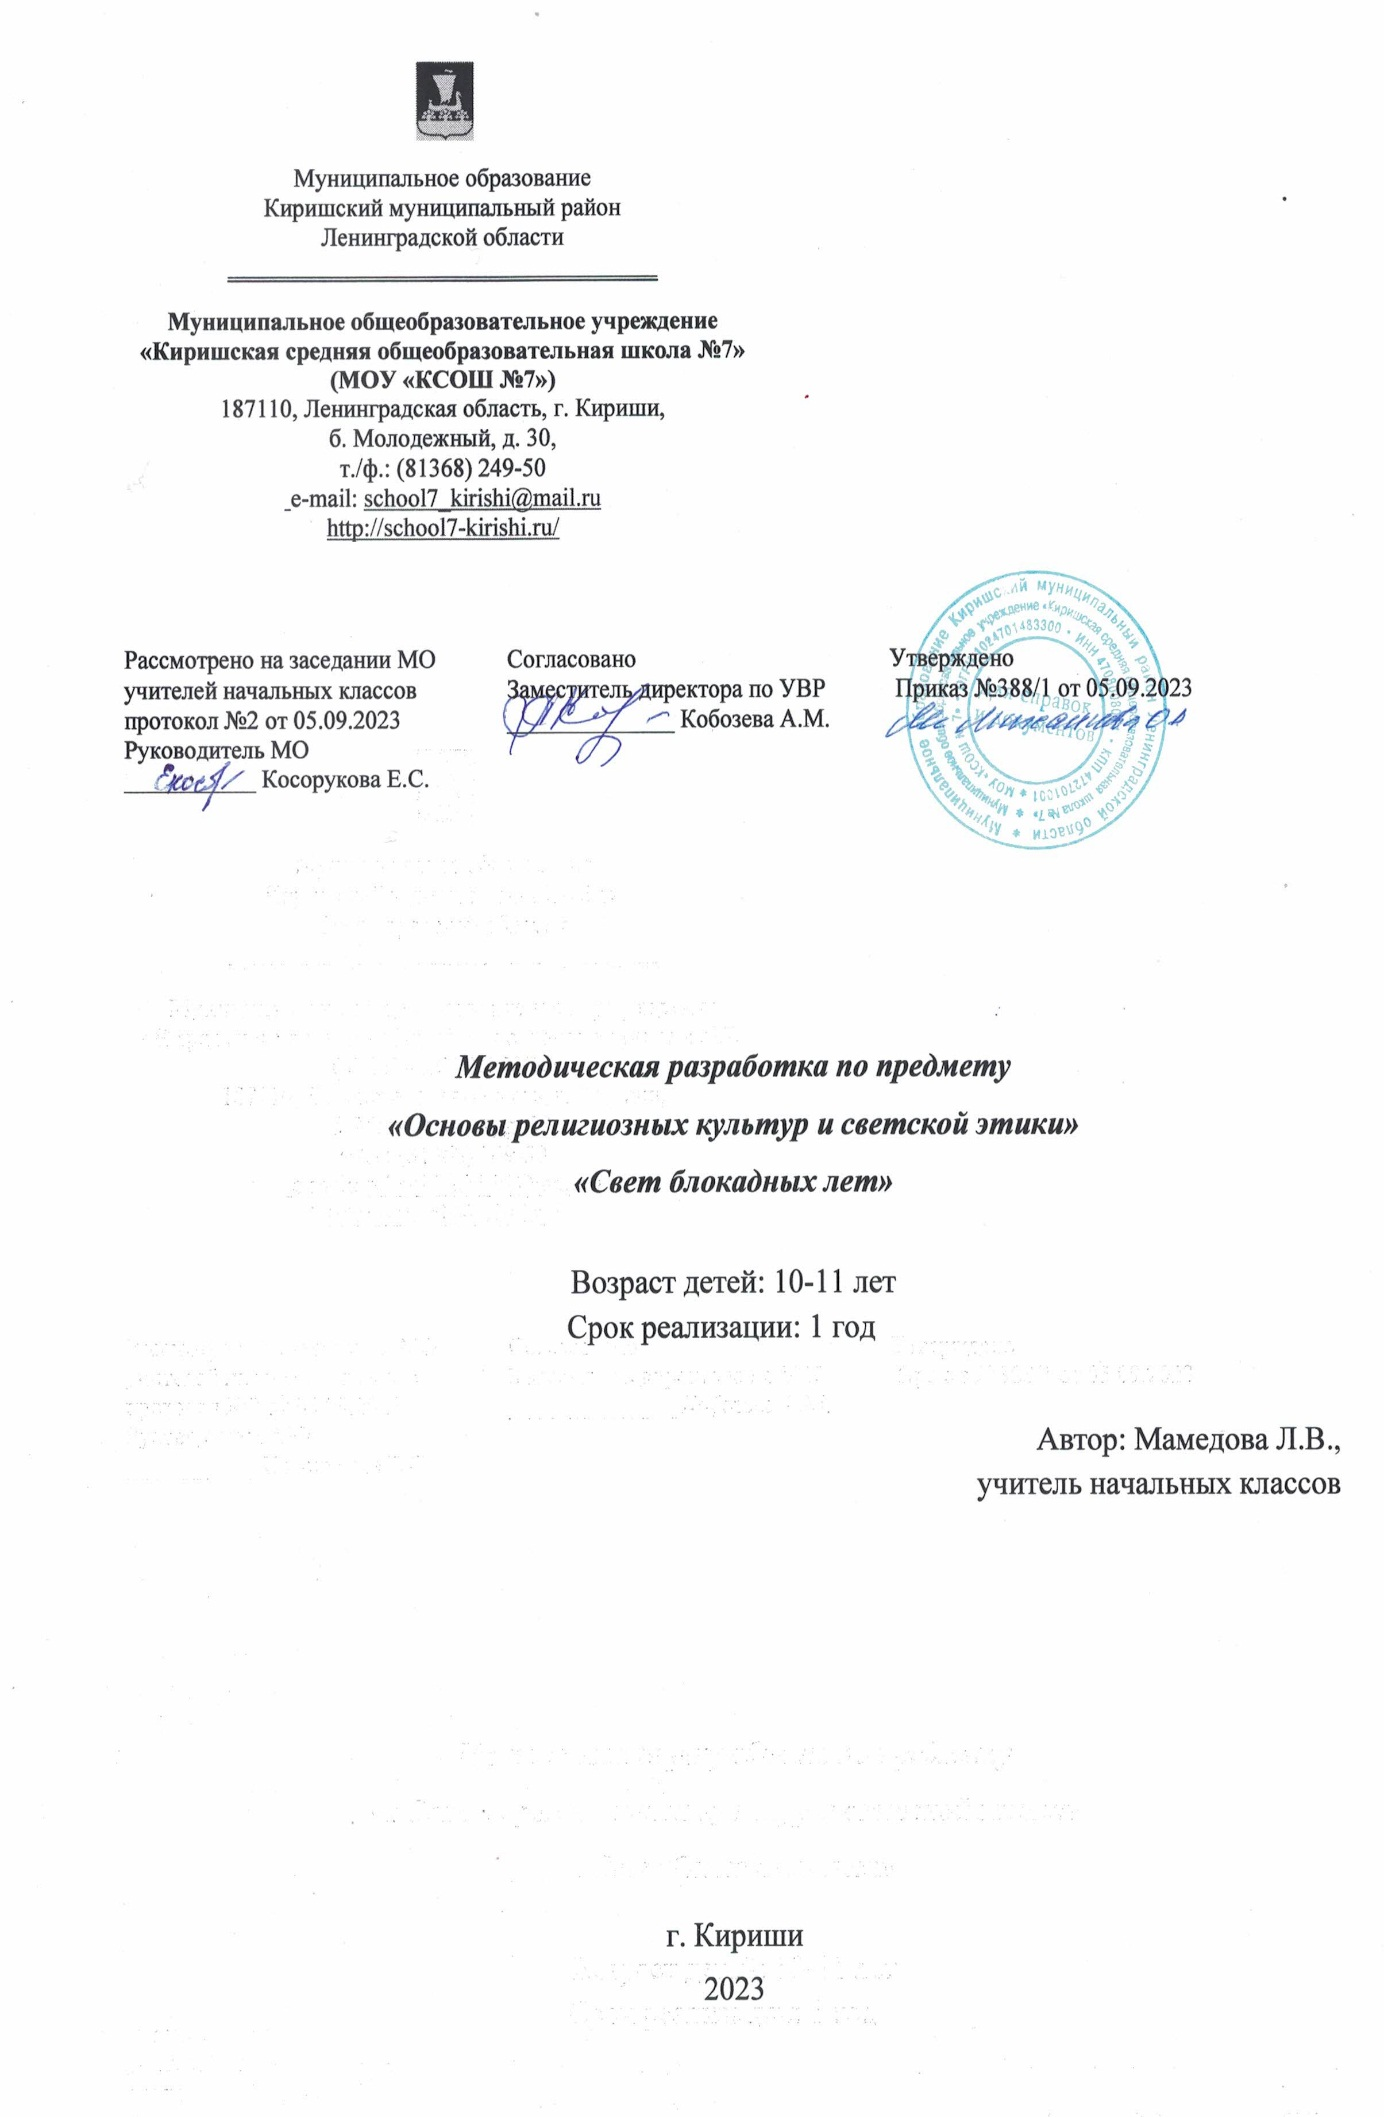 Муниципальное образование
Киришский муниципальный район
Ленинградской области
Муниципальное общеобразовательное учреждение
«Киришская средняя общеобразовательная школа №7»
(МОУ «КСОШ №7»)
187110, Ленинградская область, г. Кириши,
б. Молодежный, д. 30,
т./ф.: (81368) 249-50
e-mail: school7_kirishi@mail.ru
http://school7-kirishi.ru/
Рассмотрено на заседании МО
учителей начальных классов
протокол №2 от 05.09.2023
Руководитель МО
Косорукова Е.С.
Согласовано
Заместитель директора по УВР
Кобозева А.М.
Утверждено
Приказ №388/1 от 05.09.2023
Методическая разработка по предмету
«Основы религиозных культур и светской этики»
«Свет блокадных лет»
Возраст детей: 10-11 лет
Срок реализации: 1 год
Автор: Мамедова Л.В.,
учитель начальных классов
г. Кириши
2023